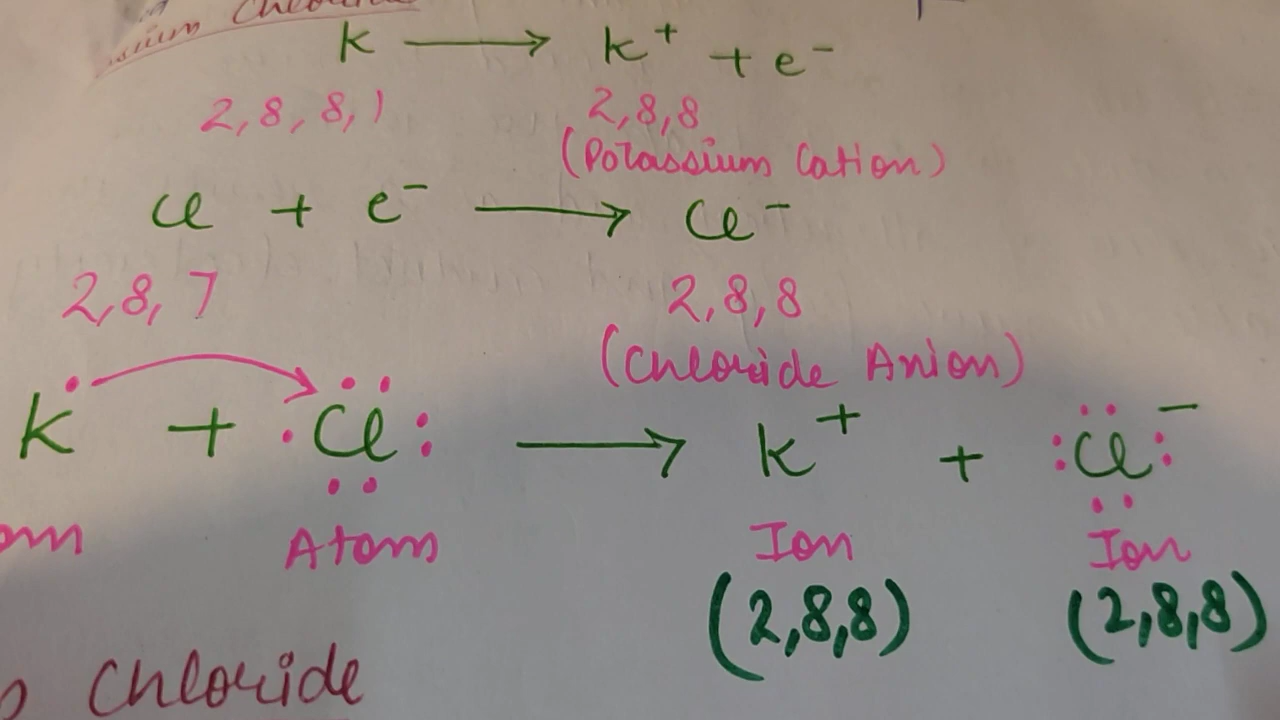 Chloride
K ⟶ K⁺ + e⁻
2,8,8,1 2,8,8
(Potassium Cation)
Cl + e⁻ ⟶ Cl⁻
2,8,7 2,8,8
(Chloride Anion)
K + Cl ⟶ K⁺ + Cl⁻
Atom Ion Ion
(2,8,8) (2,8,8)
Chloride